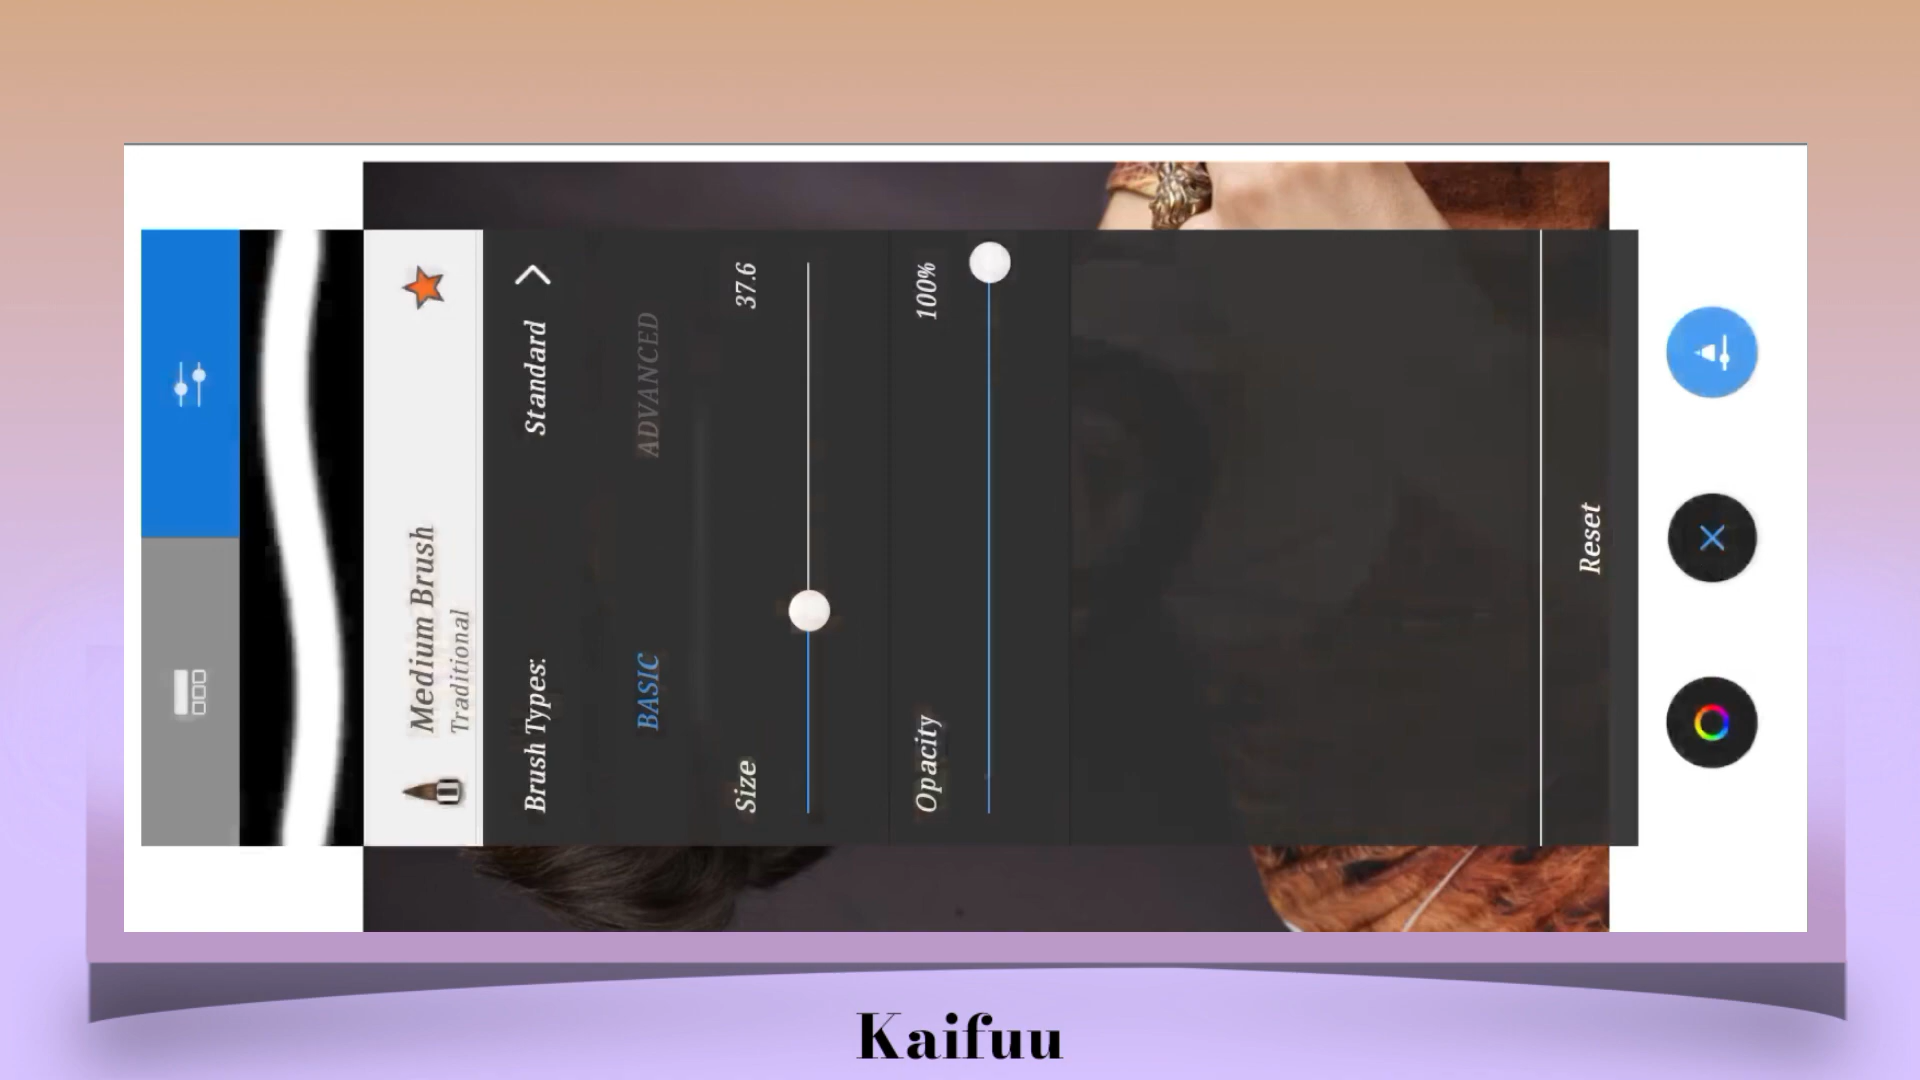 Medium Brush
Traditional
Brush Types: Standard
BASIC ADVANCED
Size 37.6
Opacity 100%
Reset
Kaifuu